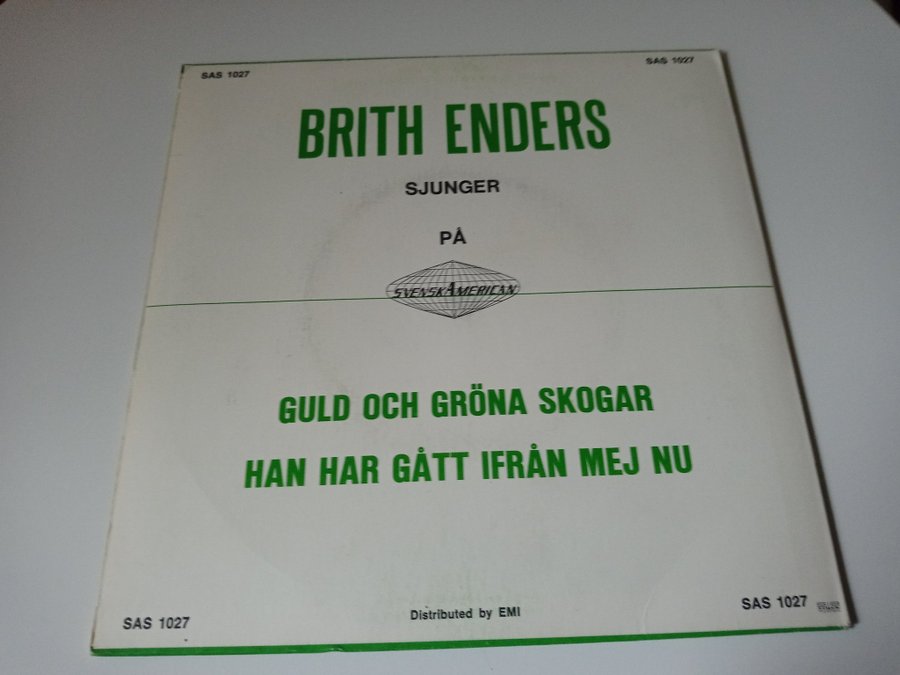 SAS 1027
SAS 1027
BRITH ENDERS
SJUNGER
PÅ
SVENSKAMERICAN
GULD OCH GRÖNA SKOGAR
HAN HAR GÅTT IFRÅN MEJ NU
SAS 1027
Distributed by EMI
SAS 1027